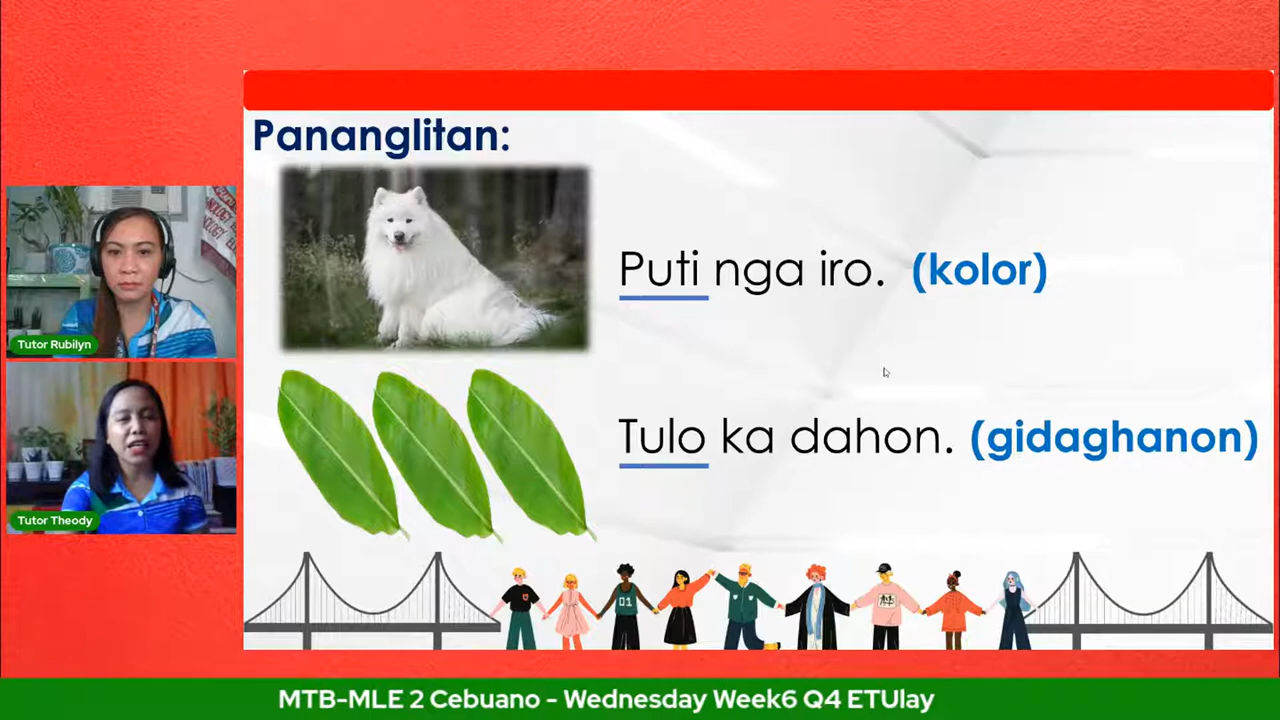 Pananglitan:
Puti nga iro. (kolor)
Tulo ka dahon. (gidaghanon)
Tutor Rubilyn
Tutor Theody
01
MTB-MLE 2 Cebuano - Wednesday Week6 Q4 ETUlay